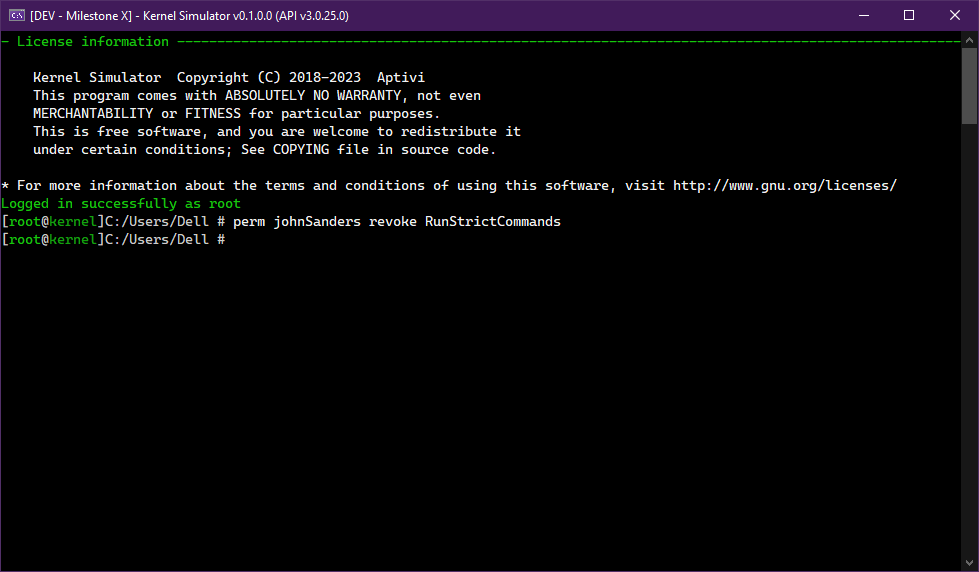 [DEV - Milestone X] - Kernel Simulator v0.1.0.0 (API v3.0.25.0)
- License information -
Kernel Simulator  Copyright (C) 2018-2023  Aptivi
This program comes with ABSOLUTELY NO WARRANTY, not even
MERCHANTABILITY or FITNESS for particular purposes.
This is free software, and you are welcome to redistribute it
under certain conditions; See COPYING file in source code.
* For more information about the terms and conditions of using this software, visit http://www.gnu.org/licenses/
Logged in successfully as root
[root@kernel]C:/Users/Dell # perm johnSanders revoke RunStrictCommands
[root@kernel]C:/Users/Dell #